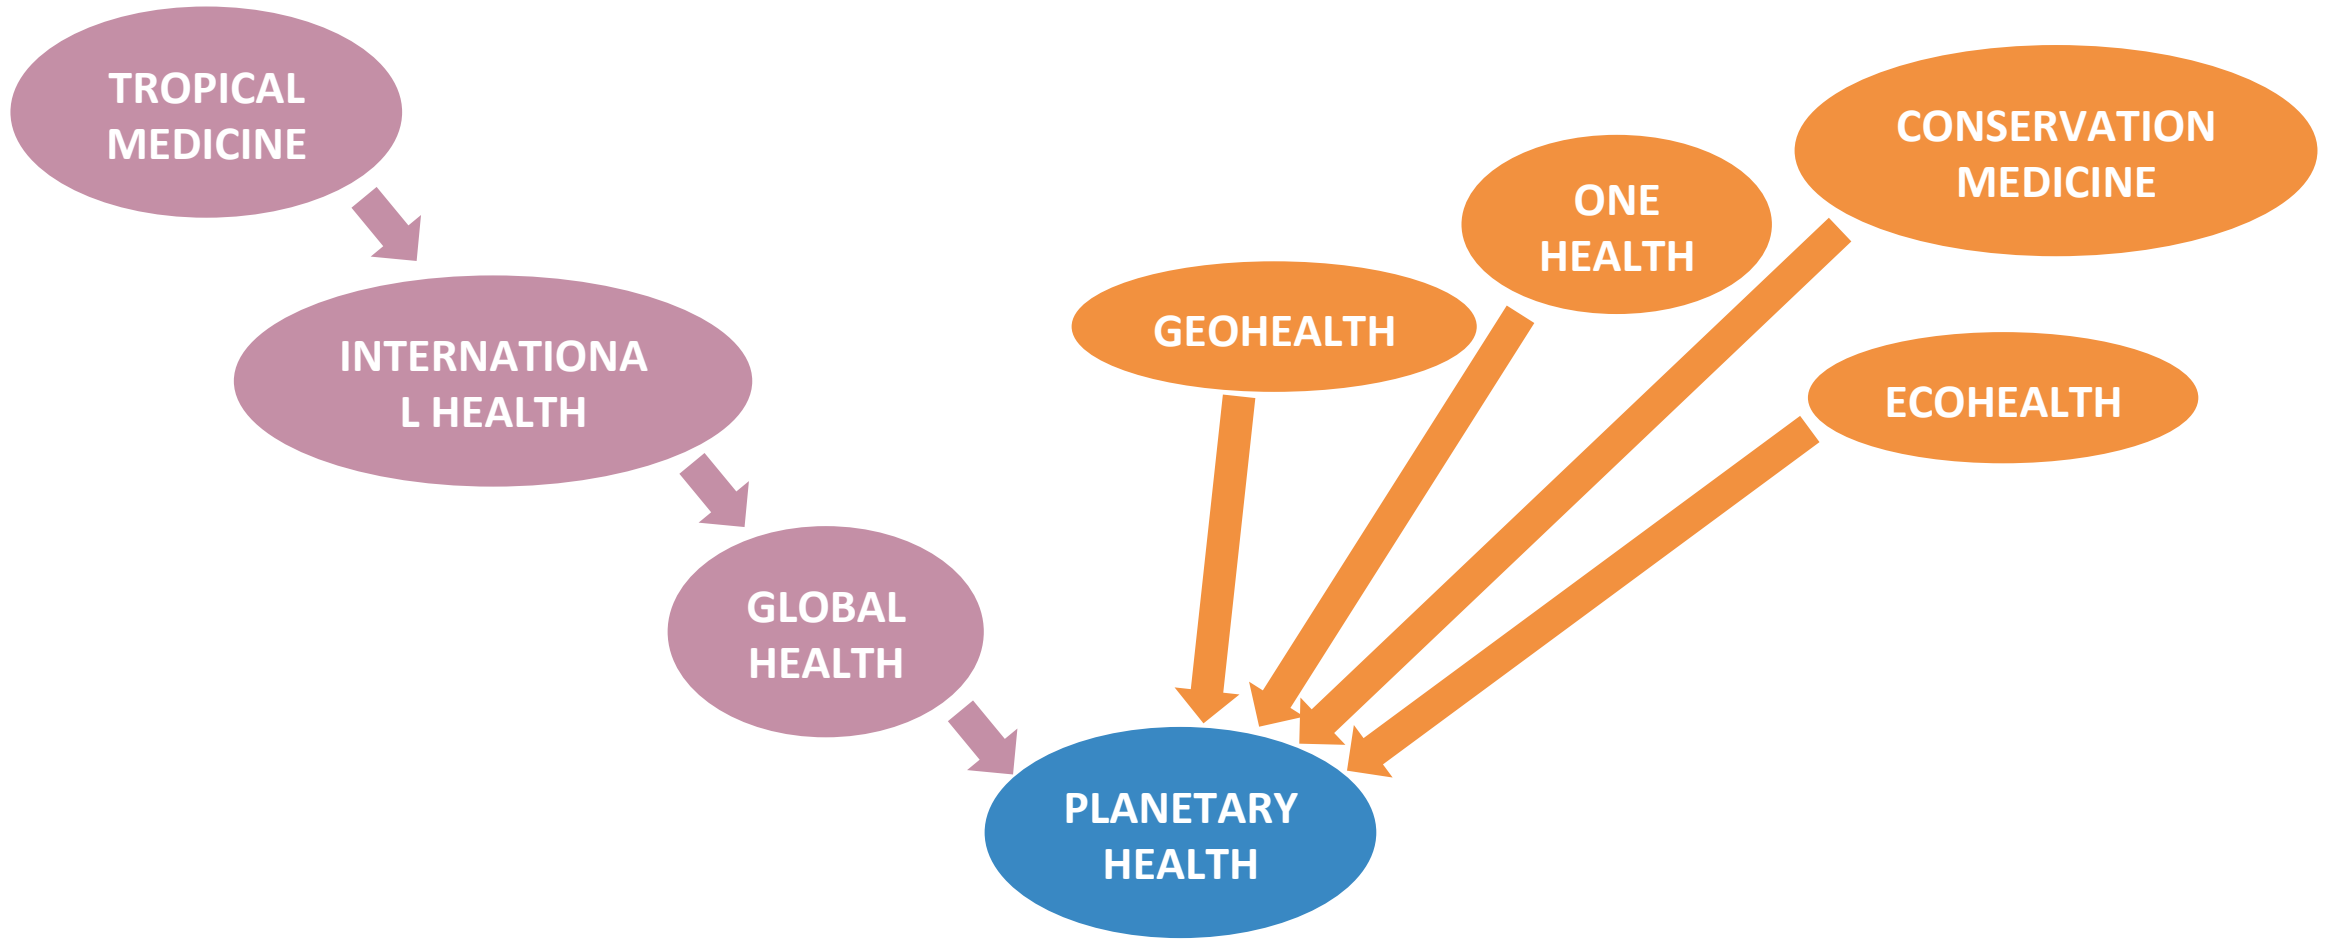 TROPICAL
MEDICINE
INTERNATIONA
L HEALTH
GLOBAL
HEALTH
GEOHEALTH
ONE
HEALTH
CONSERVATION
MEDICINE
ECOHEALTH
PLANETARY
HEALTH